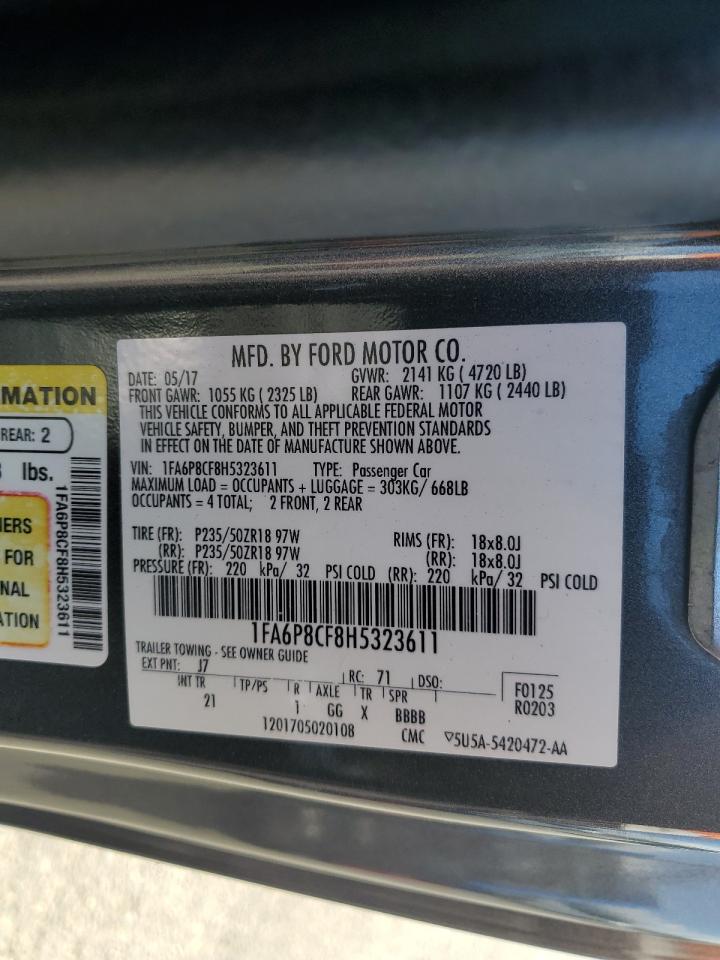 MFD. BY FORD MOTOR CO.
DATE: 05/17 GVWR: 2141 KG ( 4720 LB)
FRONT GAWR: 1055 KG ( 2325 LB) REAR GAWR: 1107 KG ( 2440 LB)
THIS VEHICLE CONFORMS TO ALL APPLICABLE FEDERAL MOTOR
VEHICLE SAFETY, BUMPER, AND THEFT PREVENTION STANDARDS
IN EFFECT ON THE DATE OF MANUFACTURE SHOWN ABOVE.
VIN: 1FA6P8CF8H5323611 TYPE: Passenger Car
MAXIMUM LOAD = OCCUPANTS + LUGGAGE = 303KG/ 668LB
OCCUPANTS = 4 TOTAL; 2 FRONT, 2 REAR
TIRE (FR): P235/50ZR18 97W RIMS (FR): 18x8.0J
(RR): P235/50ZR18 97W (RR): 18x8.0J
PRESSURE (FR): 220 kPa/ 32 PSI COLD (RR): 220 kPa/ 32 PSI COLD
1FA6P8CF8H5323611
TRAILER TOWING - SEE OWNER GUIDE
EXT PNT: J7 RC: 71 DSO:
INT TR TP/PS R AXLE TR SPR F0125
21 1 GG X BBBB R0203
1201705020108 CMC 5U5A-5420472-AA
RMATION
REAR: 2
lbs.
NERS
FOR
NAL
ATION
1FA6P8CF8H5323611